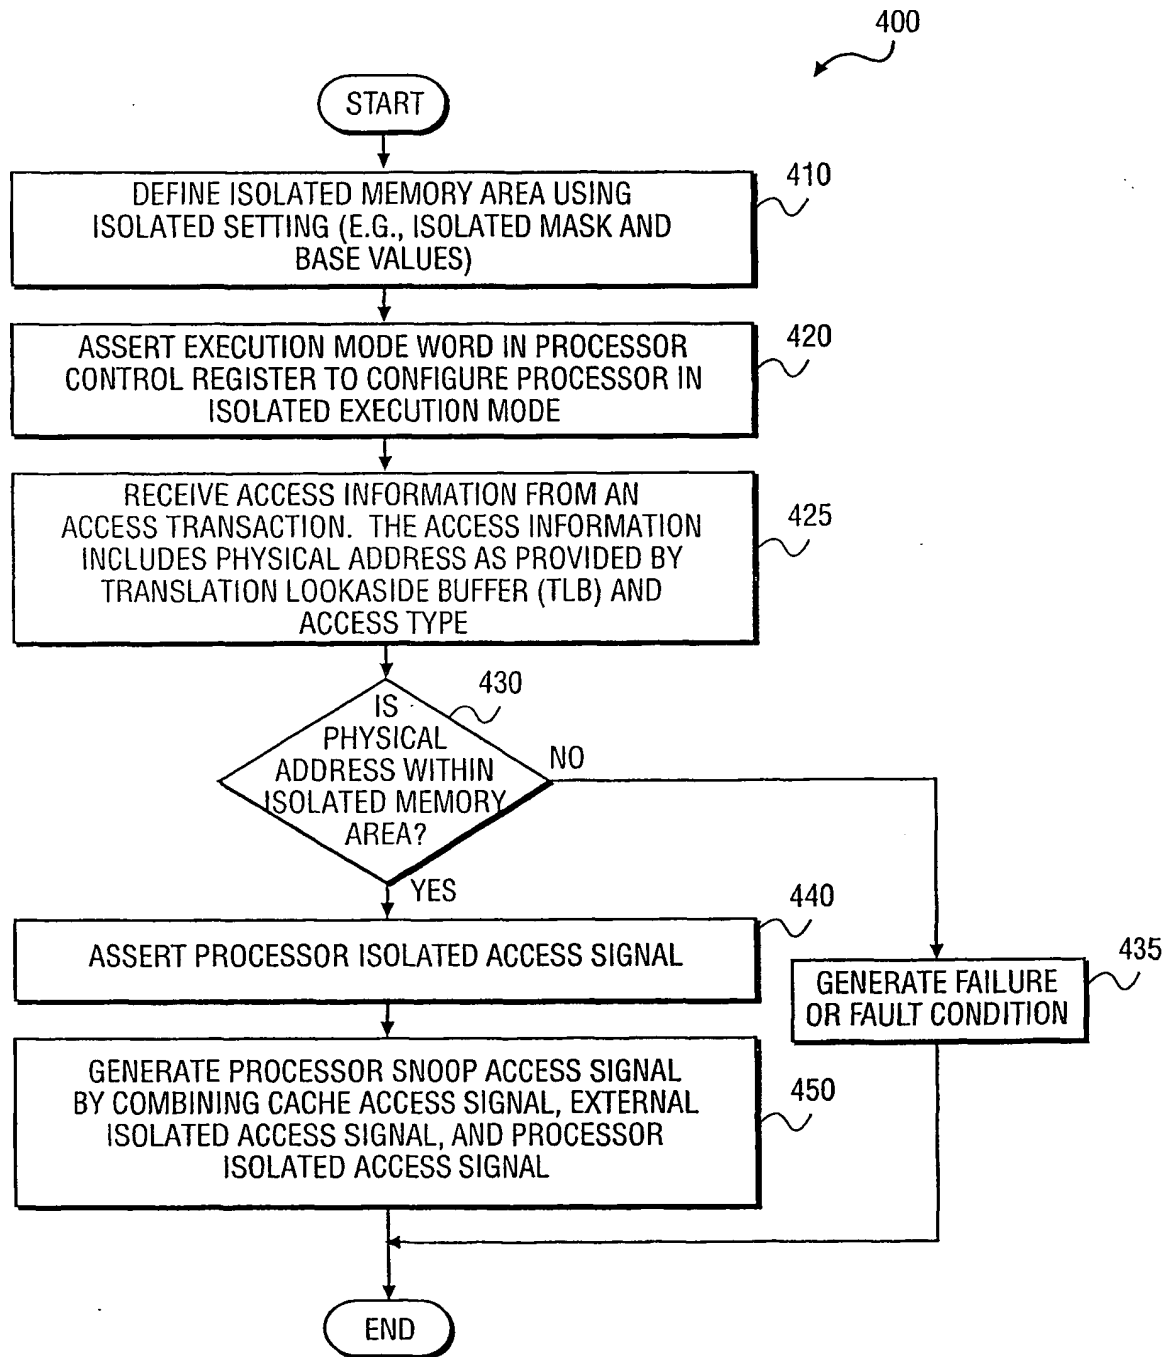 400
START
DEFINE ISOLATED MEMORY AREA USING
ISOLATED SETTING (E.G., ISOLATED MASK AND
BASE VALUES)
410
ASSERT EXECUTION MODE WORD IN PROCESSOR
CONTROL REGISTER TO CONFIGURE PROCESSOR IN
ISOLATED EXECUTION MODE
420
RECEIVE ACCESS INFORMATION FROM AN
ACCESS TRANSACTION. THE ACCESS INFORMATION
INCLUDES PHYSICAL ADDRESS AS PROVIDED BY
TRANSLATION LOOKASIDE BUFFER (TLB) AND
ACCESS TYPE
425
IS
PHYSICAL
ADDRESS WITHIN
ISOLATED MEMORY
AREA?
430
NO
YES
ASSERT PROCESSOR ISOLATED ACCESS SIGNAL
440
GENERATE FAILURE
OR FAULT CONDITION
435
GENERATE PROCESSOR SNOOP ACCESS SIGNAL
BY COMBINING CACHE ACCESS SIGNAL, EXTERNAL
ISOLATED ACCESS SIGNAL, AND PROCESSOR
ISOLATED ACCESS SIGNAL
450
END